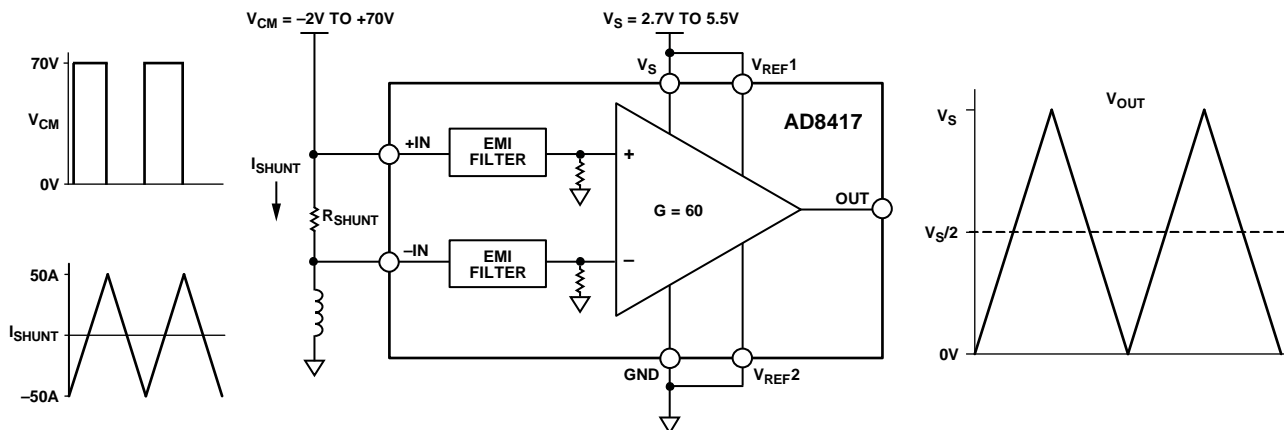 V_CM = –2V TO +70V
V_S = 2.7V TO 5.5V
70V
V_CM
0V
50A
I_SHUNT
–50A
I_SHUNT
R_SHUNT
V_S
V_REF1
AD8417
+IN
EMI
FILTER
+
G = 60
OUT
–IN
EMI
FILTER
–
GND
V_REF2
V_OUT
V_S
V_S/2
0V